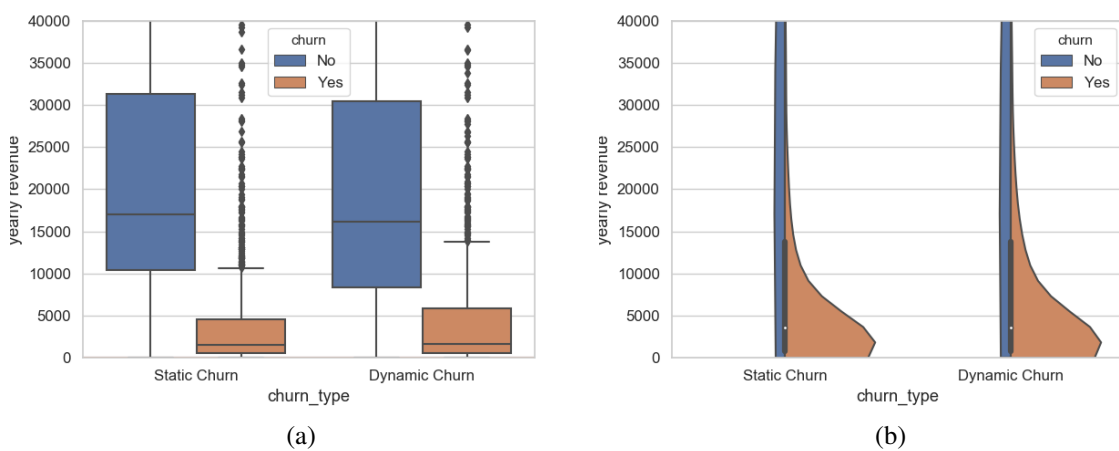 40000
35000
30000
25000
20000
15000
10000
5000
0
yearly revenue
churn
No
Yes
Static Churn
Dynamic Churn
churn_type
(a)
40000
35000
30000
25000
20000
15000
10000
5000
0
yearly revenue
churn
No
Yes
Static Churn
Dynamic Churn
churn_type
(b)